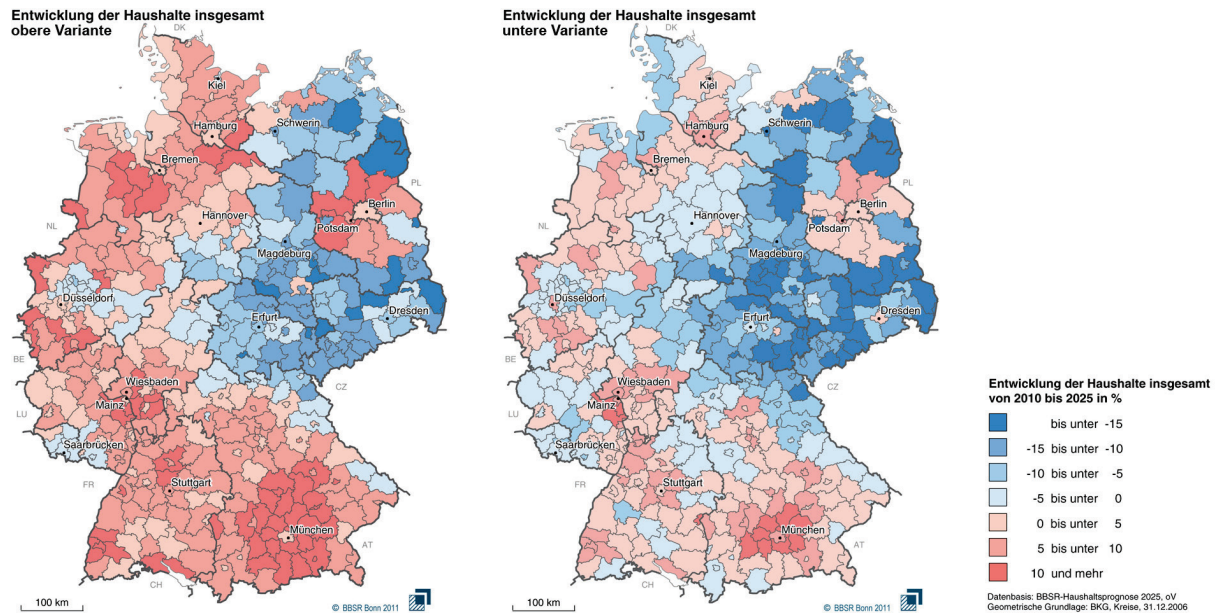 Entwicklung der Haushalte insgesamt
obere Variante
DK
Kiel
Hamburg
Schwerin
Bremen
PL
Berlin
NL
Hannover
Potsdam
Magdeburg
Düsseldorf
Erfurt
Dresden
BE
CZ
Wiesbaden
Mainz
LU
Saarbrücken
FR
Stuttgart
München
AT
CH
100 km
© BBSR Bonn 2011
Entwicklung der Haushalte insgesamt
untere Variante
DK
Kiel
Hamburg
Schwerin
Bremen
PL
Berlin
NL
Hannover
Potsdam
Magdeburg
Düsseldorf
Erfurt
Dresden
BE
CZ
Wiesbaden
Mainz
LU
Saarbrücken
FR
Stuttgart
München
AT
CH
100 km
© BBSR Bonn 2011
Entwicklung der Haushalte insgesamt
von 2010 bis 2025 in %
bis unter -15
-15 bis unter -10
-10 bis unter -5
-5 bis unter 0
0 bis unter 5
5 bis unter 10
10 und mehr
Datenbasis: BBSR-Haushaltsprognose 2025, oV
Geometrische Grundlage: BKG, Kreise, 31.12.2006